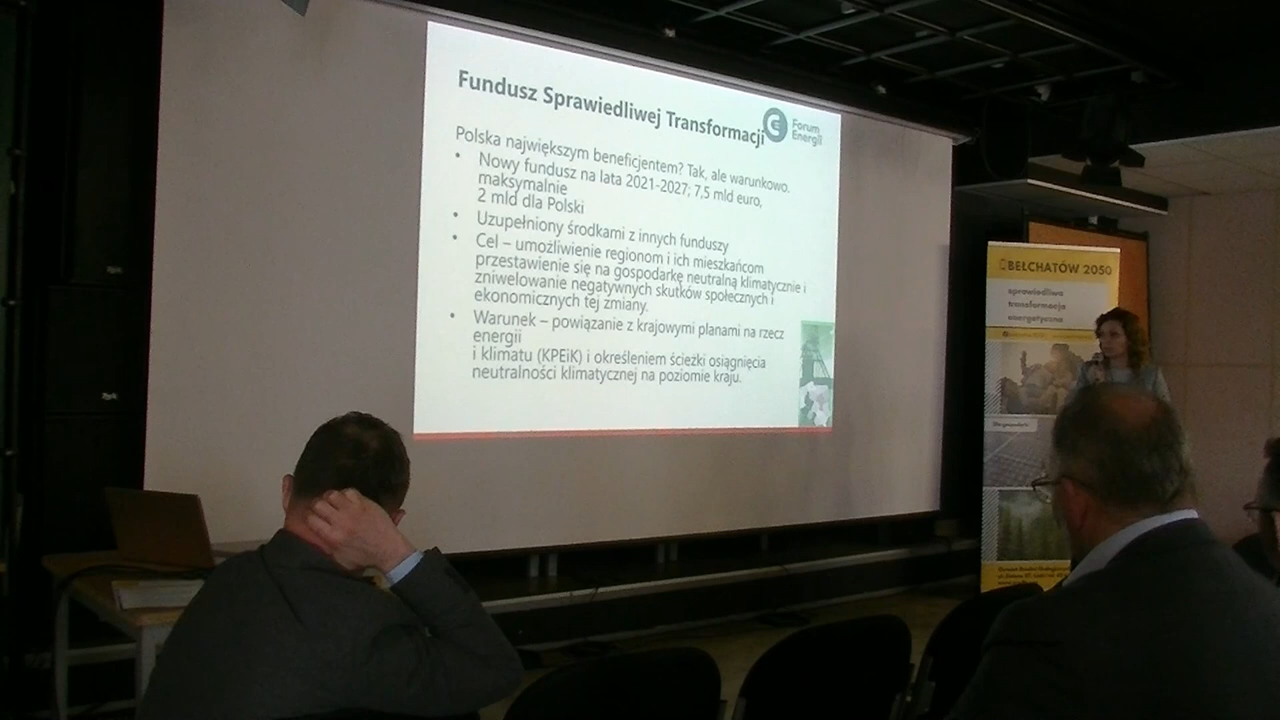 Fundusz Sprawiedliwej Transformacji
Forum
Energii
Polska największym beneficjentem? Tak, ale warunkowo.
• Nowy fundusz na lata 2021-2027; 7,5 mld euro,
maksymalnie
2 mld dla Polski
• Uzupełniony środkami z innych funduszy
• Cel – umożliwienie regionom i ich mieszkańcom
przestawienie się na gospodarkę neutralną klimatycznie i
zniwelowanie negatywnych skutków społecznych i
ekonomicznych tej zmiany.
• Warunek – powiązanie z krajowymi planami na rzecz
energii
i klimatu (KPEiK) i określeniem ścieżki osiągnięcia
neutralności klimatycznej na poziomie kraju.
BEŁCHATÓW 2050
sprawiedliwa
transformacja
energetyczna